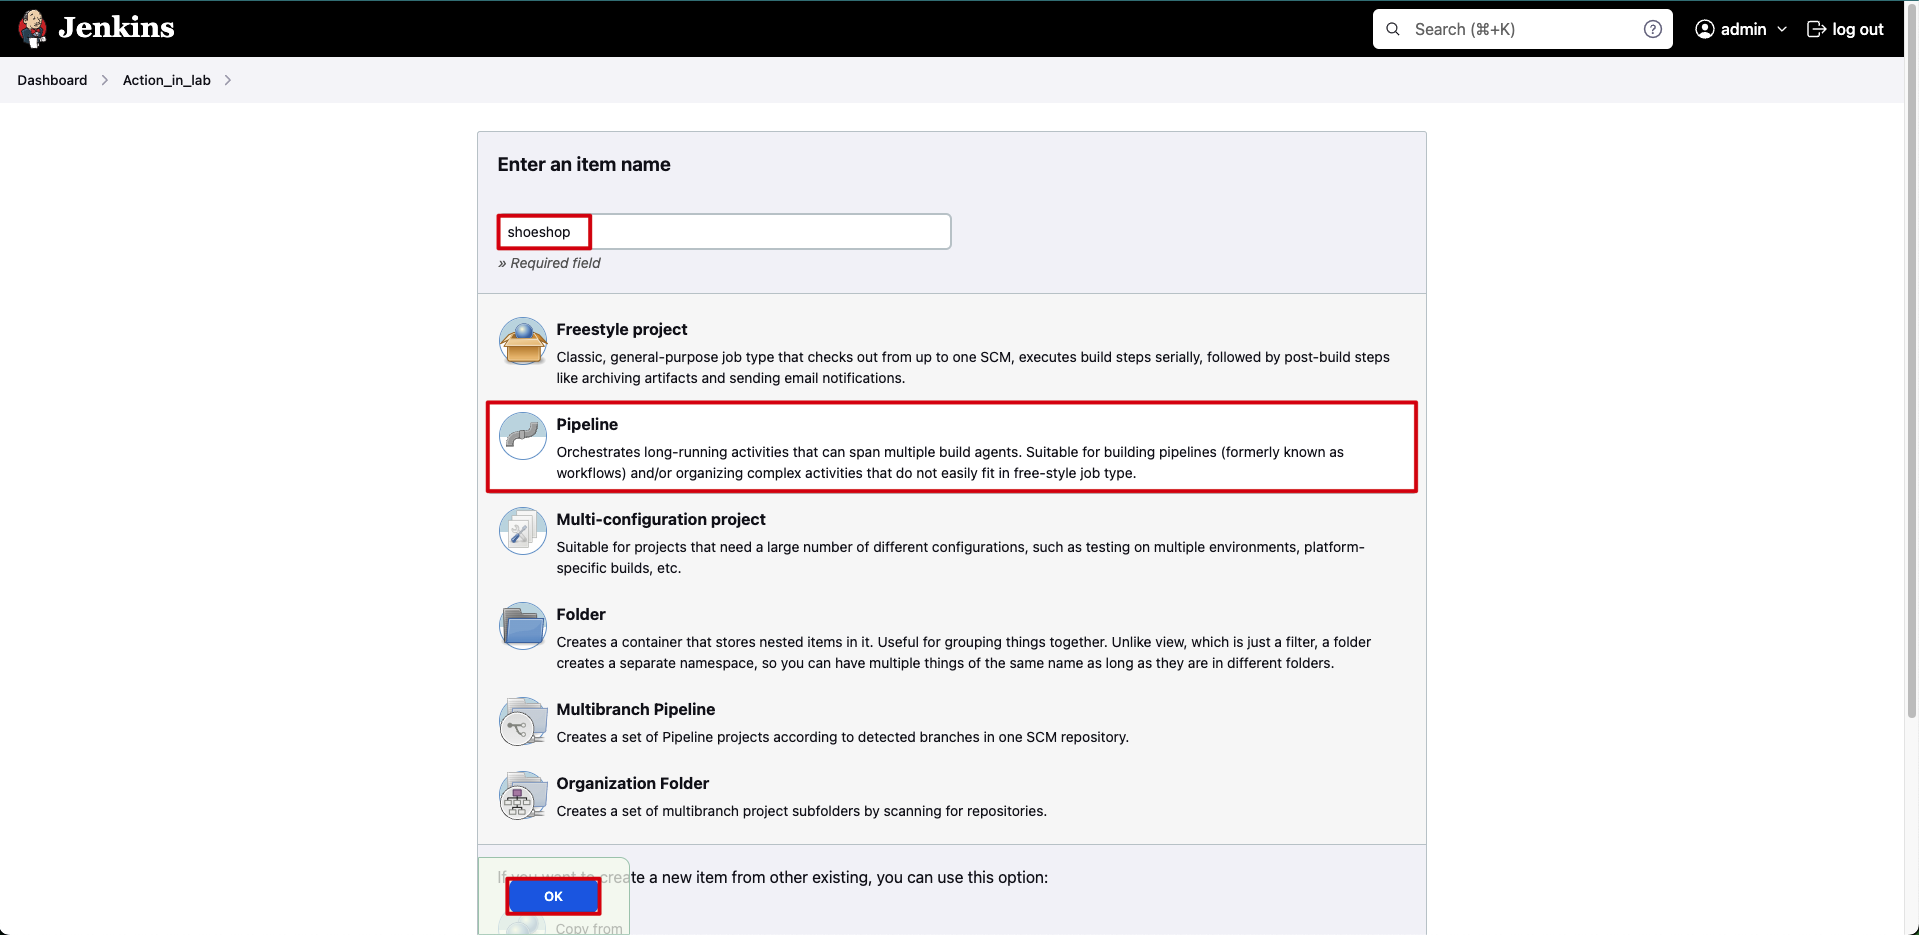 Jenkins
Search (⌘+K)
admin
log out
Dashboard
Action_in_lab
Enter an item name
shoeshop
» Required field
Freestyle project
Classic, general-purpose job type that checks out from up to one SCM, executes build steps serially, followed by post-build steps
like archiving artifacts and sending email notifications.
Pipeline
Orchestrates long-running activities that can span multiple build agents. Suitable for building pipelines (formerly known as
workflows) and/or organizing complex activities that do not easily fit in free-style job type.
Multi-configuration project
Suitable for projects that need a large number of different configurations, such as testing on multiple environments, platform-
specific builds, etc.
Folder
Creates a container that stores nested items in it. Useful for grouping things together. Unlike view, which is just a filter, a folder
creates a separate namespace, so you can have multiple things of the same name as long as they are in different folders.
Multibranch Pipeline
Creates a set of Pipeline projects according to detected branches in one SCM repository.
Organization Folder
Creates a set of multibranch project subfolders by scanning for repositories.
If you want to create a new item from other existing, you can use this option:
OK
Copy from